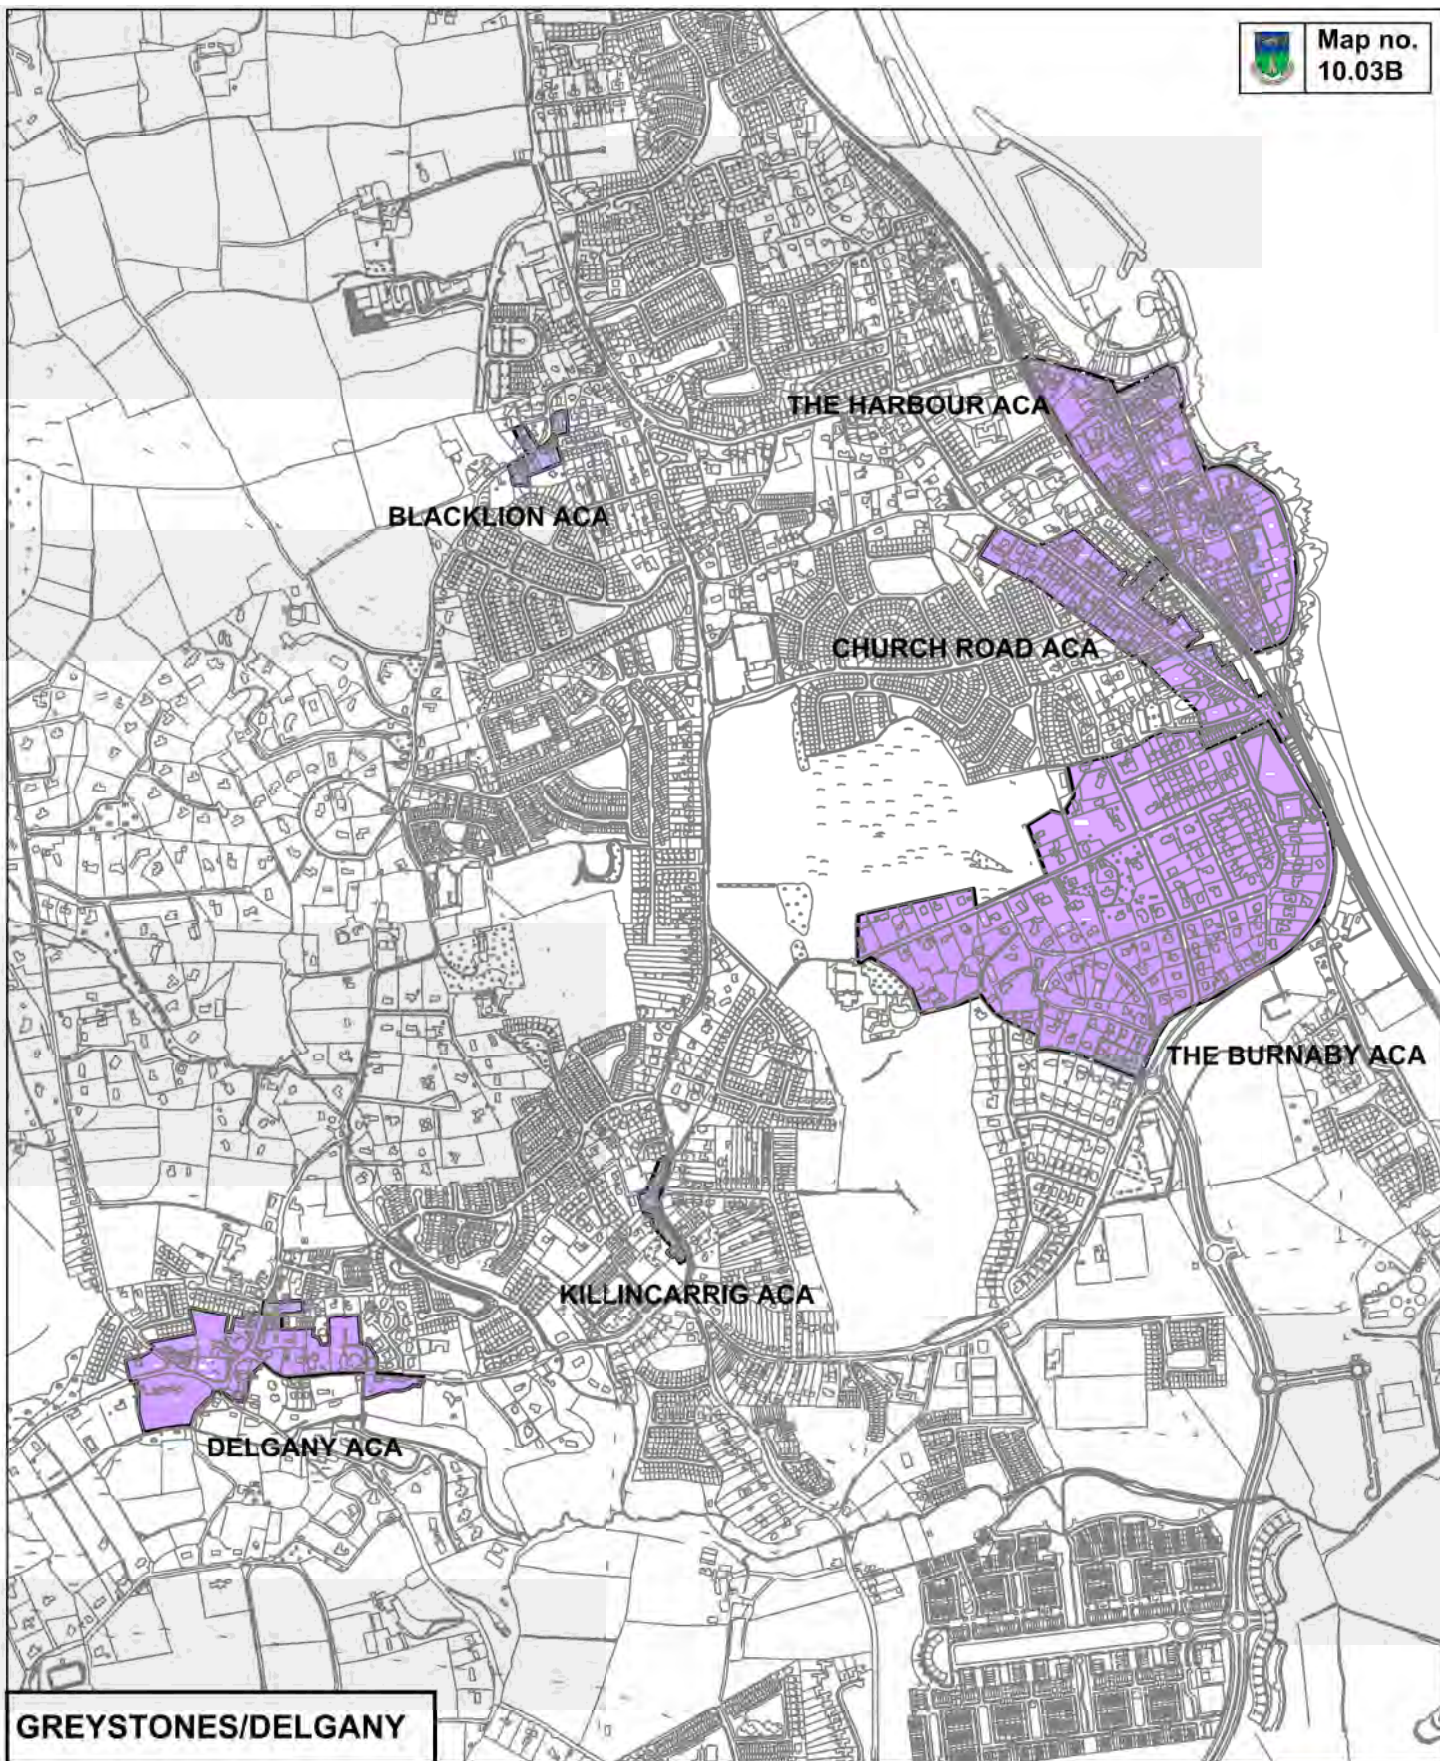 Map no.
10.03B
THE HARBOUR ACA
BLACKLION ACA
CHURCH ROAD ACA
THE BURNABY ACA
KILLINCARRIG ACA
DELGANY ACA
GREYSTONES/DELGANY